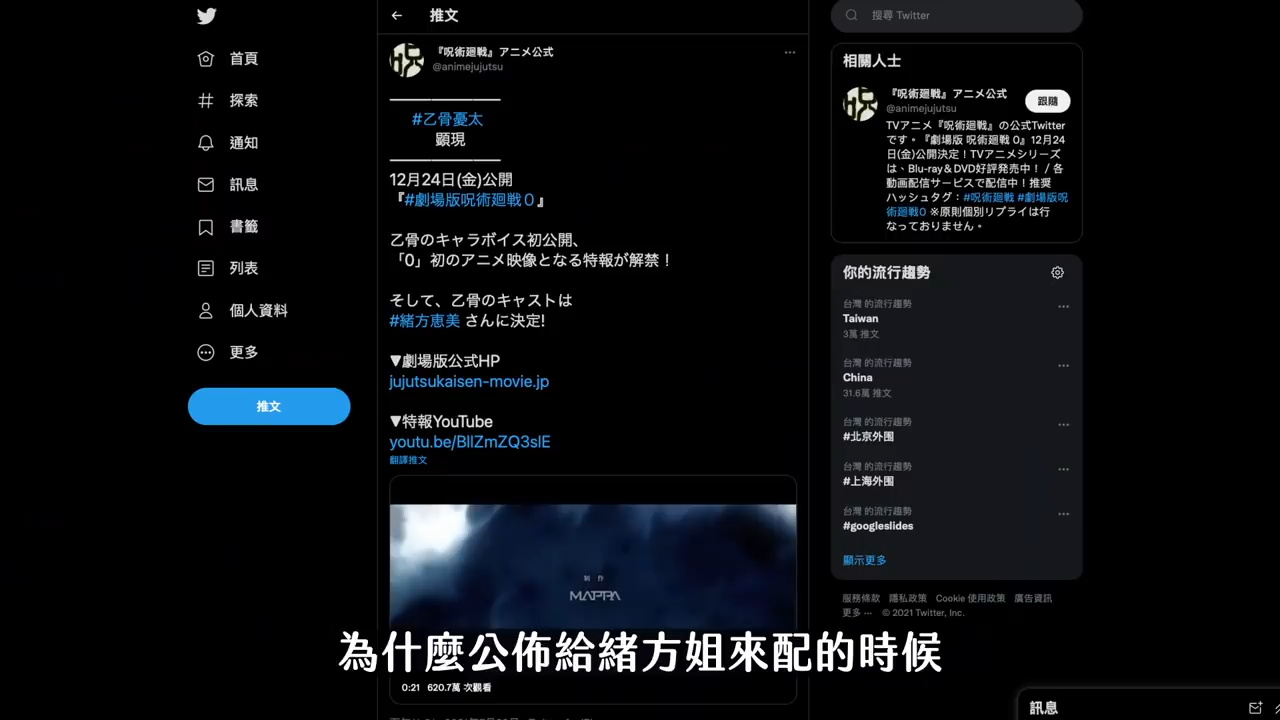 首頁
探索
通知
訊息
書籤
列表
個人資料
更多
推文
推文
『呪術廻戦』アニメ公式
@animejujutsu
#乙骨憂太
顕現
12月24日(金)公開
『#劇場版呪術廻戦０』
乙骨のキャラボイス初公開、
「0」初のアニメ映像となる特報が解禁！
そして、乙骨のキャストは
#緒方恵美 さんに決定!
▼劇場版公式HP
jujutsukaisen-movie.jp
▼特報YouTube
youtu.be/BllZmZQ3slE
翻譯推文
制 作
MAPPA
0:21 620.7萬 次觀看
為什麼公佈給緒方姐來配的時候
搜尋 Twitter
相關人士
『呪術廻戦』アニメ公式
@animejujutsu
跟隨
TVアニメ『呪術廻戦』の公式Twitter
です。『劇場版 呪術廻戦 0』12月24
日(金)公開決定！TVアニメシリーズ
は、Blu-ray＆DVD好評発売中！ / 各
動画配信サービスで配信中！推奨
ハッシュタグ：#呪術廻戦 #劇場版呪
術廻戦0 ※原則個別リプライは行
なっておりません。
你的流行趨勢
台灣 的流行趨勢
Taiwan
3萬 推文
台灣 的流行趨勢
China
31.6萬 推文
台灣 的流行趨勢
#北京外围
台灣 的流行趨勢
#上海外围
台灣 的流行趨勢
#googleslides
顯示更多
服務條款 隱私政策 Cookie 使用政策 廣告資訊
更多 ··· © 2021 Twitter, Inc.
訊息